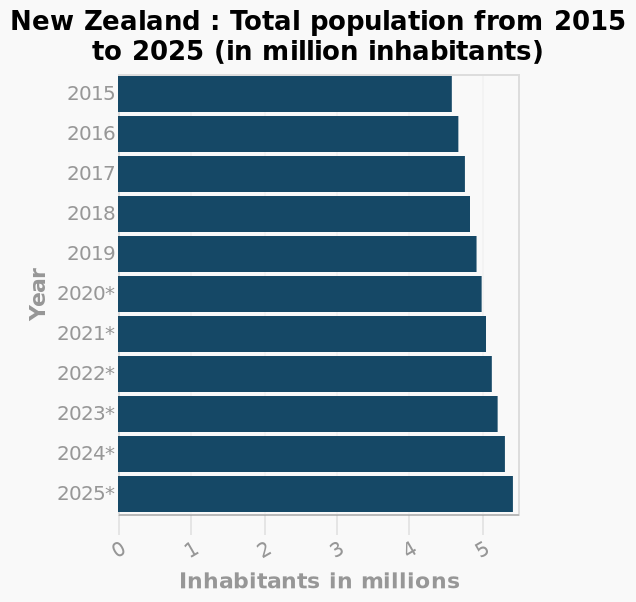 New Zealand : Total population from 2015
to 2025 (in million inhabitants)
2015
2016
2017
2018
2019
2020*
2021*
2022*
2023*
2024*
2025*
Year
0 1 2 3 4 5
Inhabitants in millions